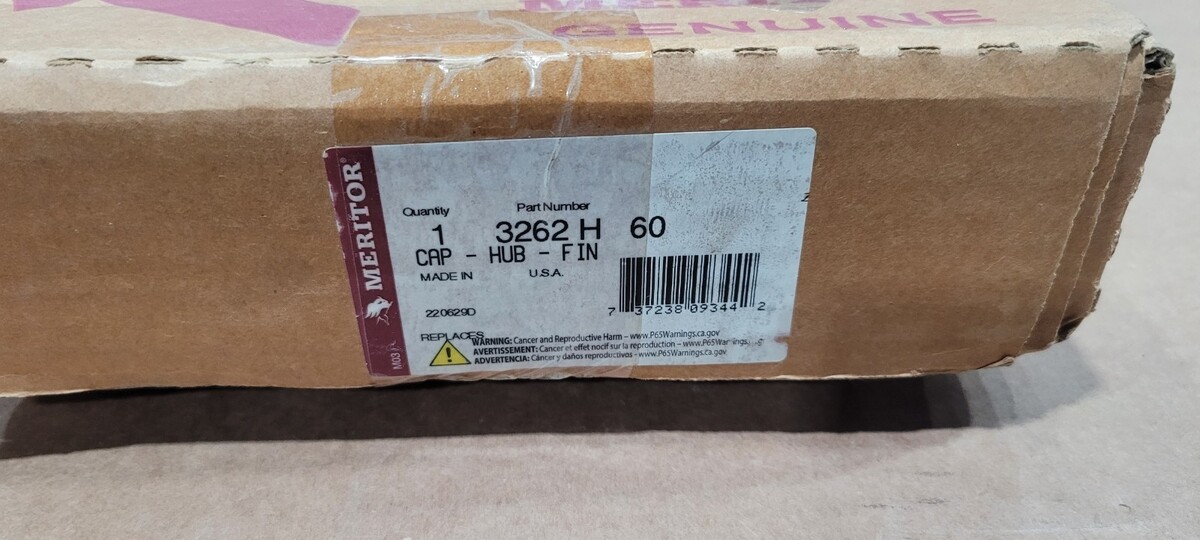 GENUINE
MERITOR
Quantity Part Number
1 3262 H 60
CAP - HUB - FIN
MADE IN U.S.A.
7 37238 09344 2
220629D
REPLACES
WARNING: Cancer and Reproductive Harm – www.P65Warnings.ca.gov
AVERTISSEMENT: Cancer et effet nocif sur la reproduction – www.P65Warnings.
ADVERTENCIA: Cáncer y daños reproductivos - www.P65Warnings.ca.gov
M03